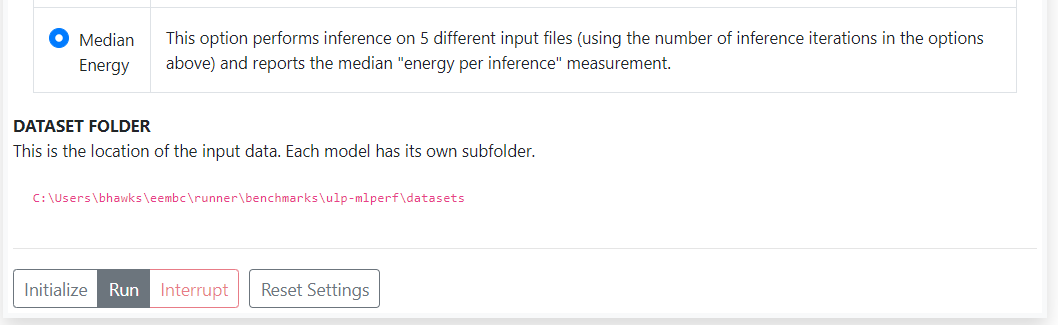 Median
Energy
This option performs inference on 5 different input files (using the number of inference iterations in the options
above) and reports the median "energy per inference" measurement.
DATASET FOLDER
This is the location of the input data. Each model has its own subfolder.
C:\Users\bhawks\eembc\runner\benchmarks\ulp-mlperf\datasets
Initialize Run Interrupt Reset Settings